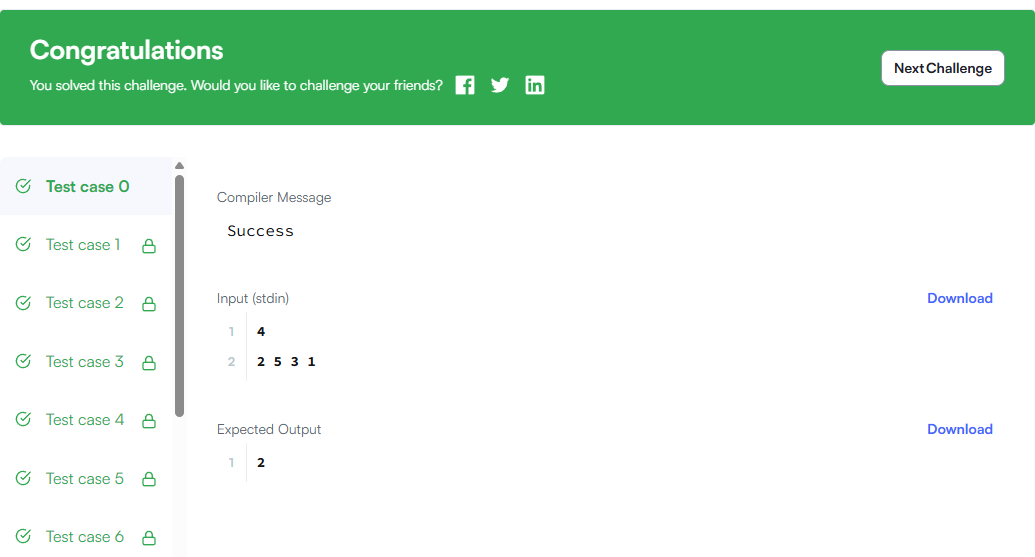 Congratulations
You solved this challenge. Would you like to challenge your friends?
Next Challenge
Test case 0
Test case 1
Test case 2
Test case 3
Test case 4
Test case 5
Test case 6
Compiler Message
Success
Input (stdin)
Download
1 4
2 2 5 3 1
Expected Output
Download
1 2